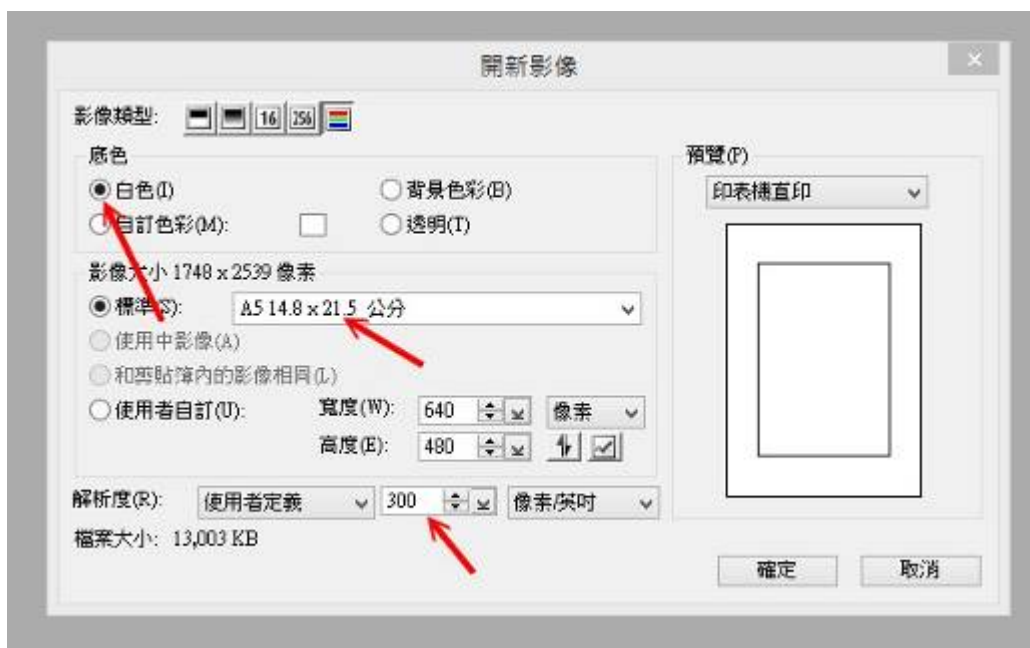 開新影像
影像類型: 16 256
底色
白色(I) 背景色彩(B)
自訂色彩(M): 透明(T)
預覽(P)
印表機直印
影像大小 1748 x 2539 像素
標準(S): A5 14.8 x 21.5 公分
使用中影像(A)
和剪貼簿內的影像相同(L)
使用者自訂(U): 寬度(W): 640 像素
高度(E): 480
解析度(R): 使用者定義 300 像素/英吋
檔案大小: 13,003 KB
確定 取消